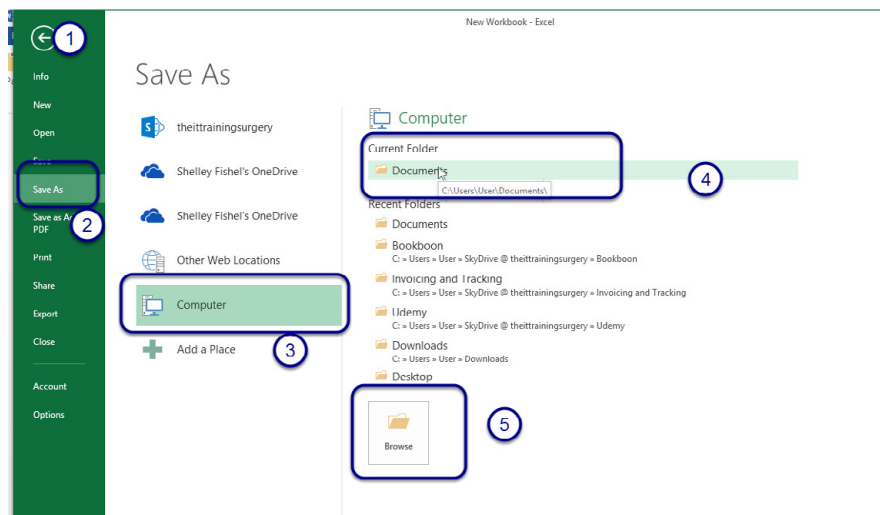 New Workbook - Excel
1
Info
New
Open
Save
Save As
2
Save as
PDF
Print
Share
Export
Close
Account
Options
Save As
theittrainingsurgery
Shelley Fishel's OneDrive
Shelley Fishel's OneDrive
Other Web Locations
Computer
Add a Place
3
Computer
Current Folder
Documents
C:\Users\User\Documents\
4
Recent Folders
Documents
Bookboon
C: » Users » User » SkyDrive @ theittrainingsurgery » Bookboon
Invoicing and Tracking
C: » Users » User » SkyDrive @ theittrainingsurgery » Invoicing and Tracking
Udemy
C: » Users » User » SkyDrive @ theittrainingsurgery » Udemy
Downloads
C: » Users » User » Downloads
Desktop
Browse
5